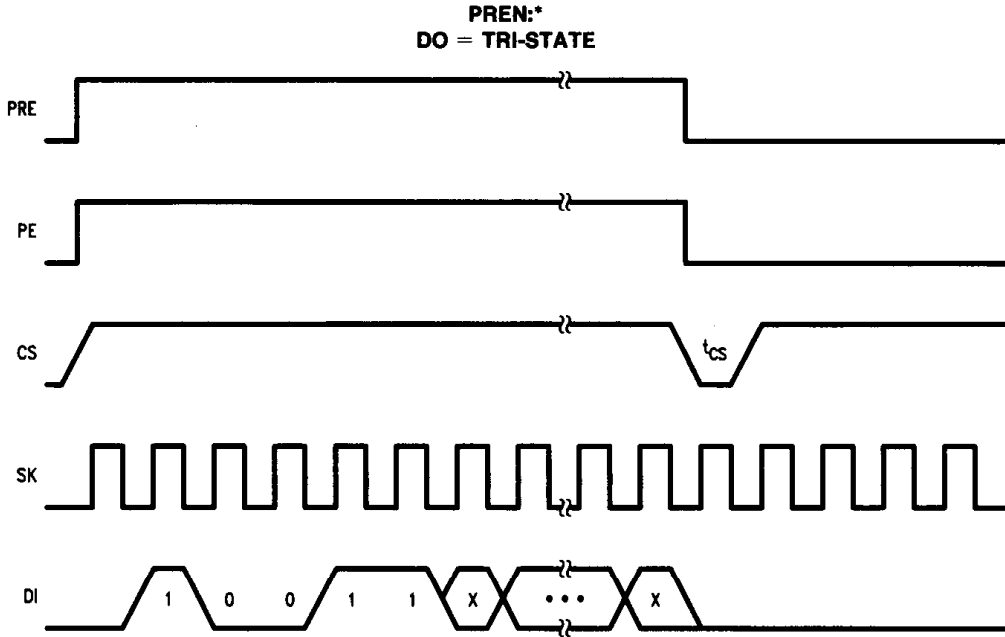 PREN:*
DO = TRI-STATE
PRE
PE
CS
tCS
SK
DI 1 0 0 1 1 X • • • X